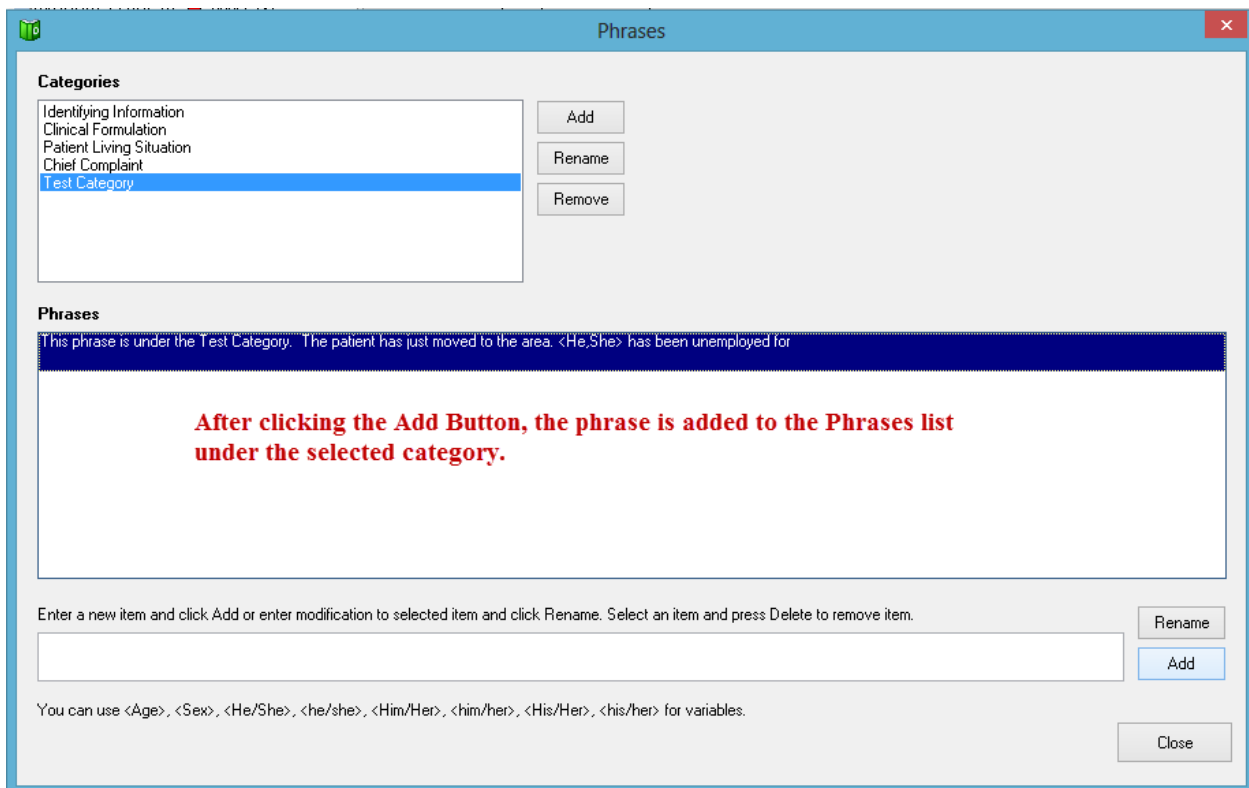 Phrases
Categories
Identifying Information
Clinical Formulation
Patient Living Situation
Chief Complaint
Test Category
Add
Rename
Remove
Phrases
This phrase is under the Test Category.  The patient has just moved to the area. <He,She> has been unemployed for
After clicking the Add Button, the phrase is added to the Phrases list
under the selected category.
Enter a new item and click Add or enter modification to selected item and click Rename. Select an item and press Delete to remove item.
Rename
Add
You can use <Age>, <Sex>, <He/She>, <he/she>, <Him/Her>, <him/her>, <His/Her>, <his/her> for variables.
Close